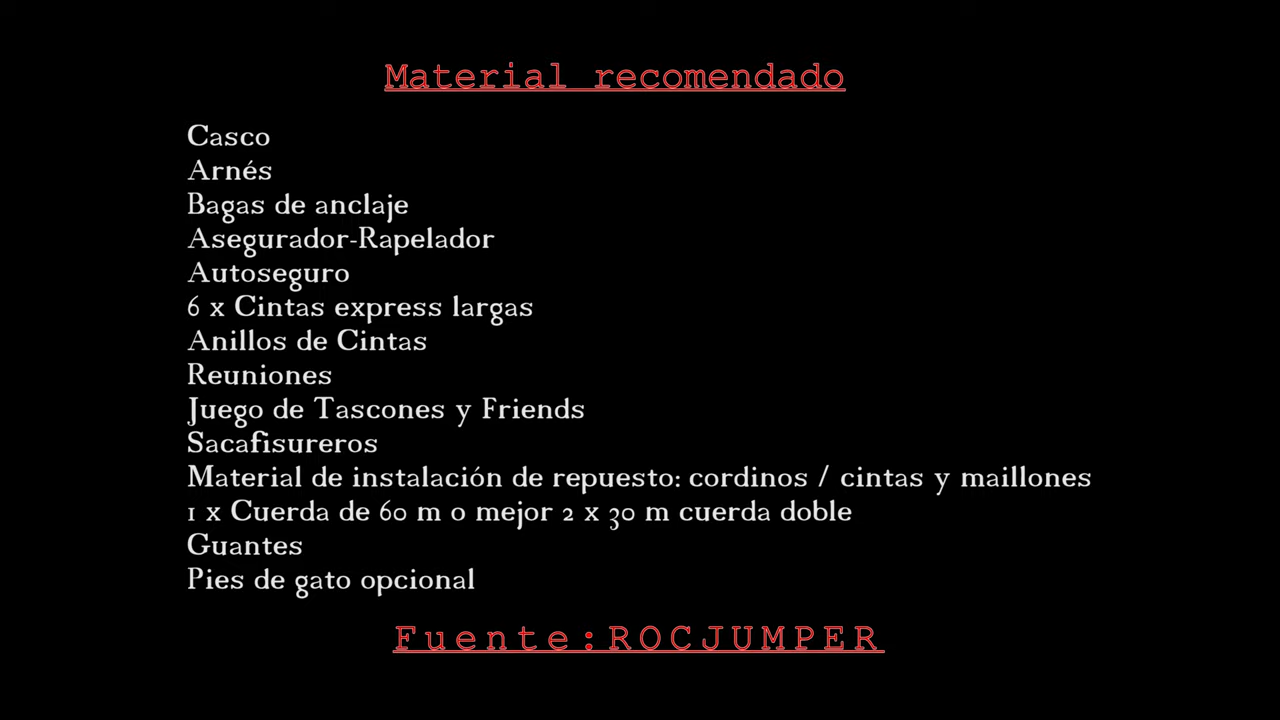 Material recomendado
Casco
Arnés
Bagas de anclaje
Asegurador-Rapelador
Autoseguro
6 x Cintas express largas
Anillos de Cintas
Reuniones
Juego de Tascones y Friends
Sacafisureros
Material de instalación de repuesto: cordinos / cintas y maillones
1 x Cuerda de 60 m o mejor 2 x 30 m cuerda doble
Guantes
Pies de gato opcional
Fuente:ROCJUMPER